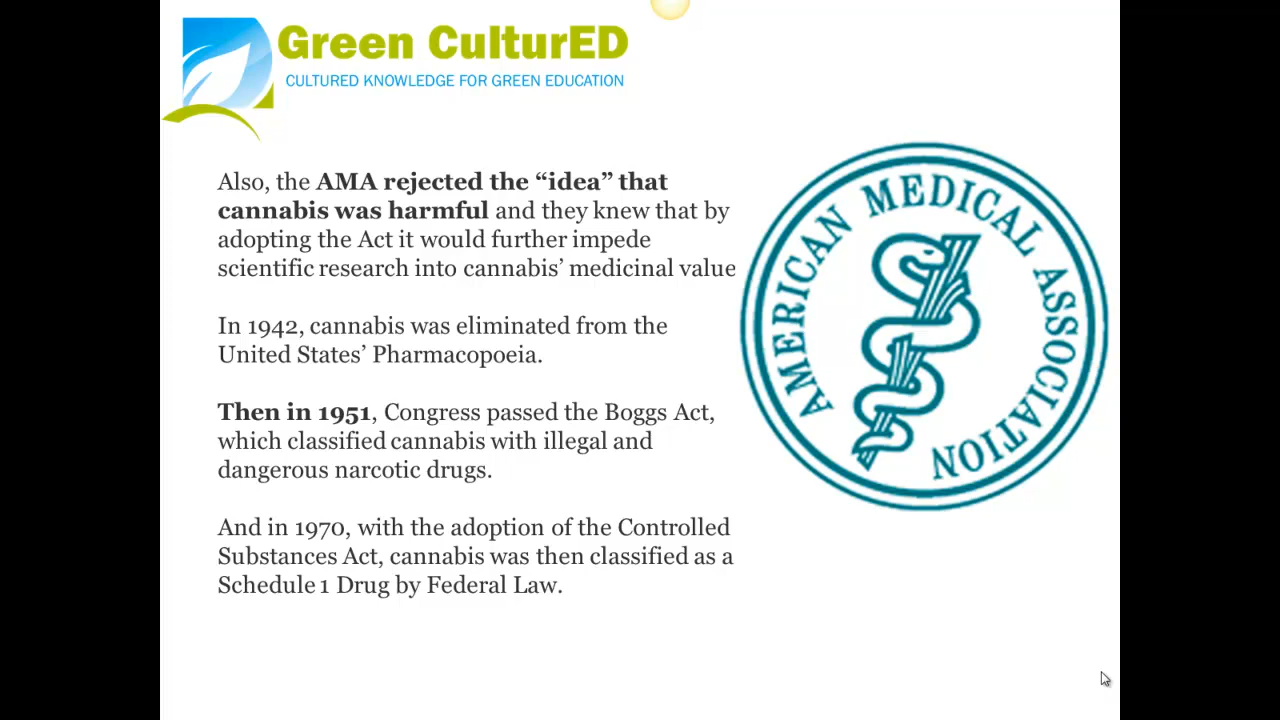 Green CulturED
CULTURED KNOWLEDGE FOR GREEN EDUCATION
Also, the AMA rejected the “idea” that
cannabis was harmful and they knew that by
adopting the Act it would further impede
scientific research into cannabis’ medicinal value
In 1942, cannabis was eliminated from the
United States’ Pharmacopoeia.
Then in 1951, Congress passed the Boggs Act,
which classified cannabis with illegal and
dangerous narcotic drugs.
And in 1970, with the adoption of the Controlled
Substances Act, cannabis was then classified as a
Schedule 1 Drug by Federal Law.
AMERICAN MEDICAL ASSOCIATION